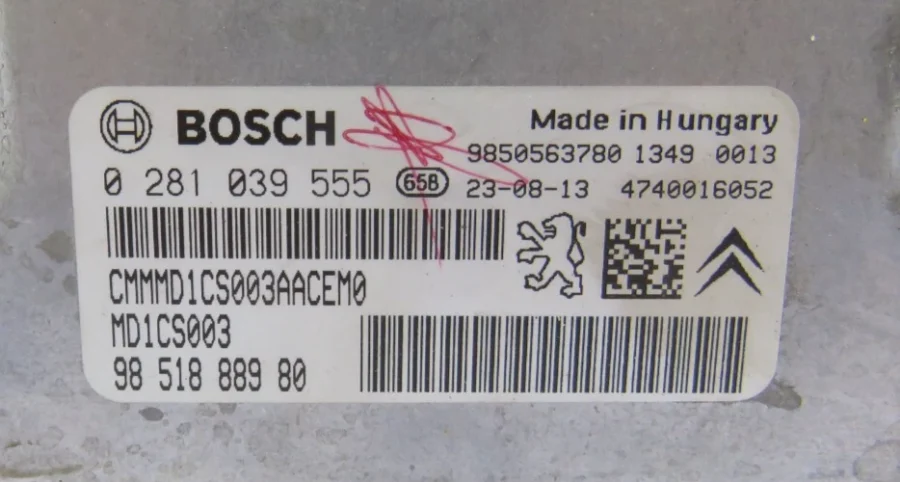 BOSCH
Made in Hungary
9850563780 1349 0013
0 281 039 555 658 23-08-13 4740016052
CMMMD1CS003AACEM0
MD1CS003
98 518 889 80